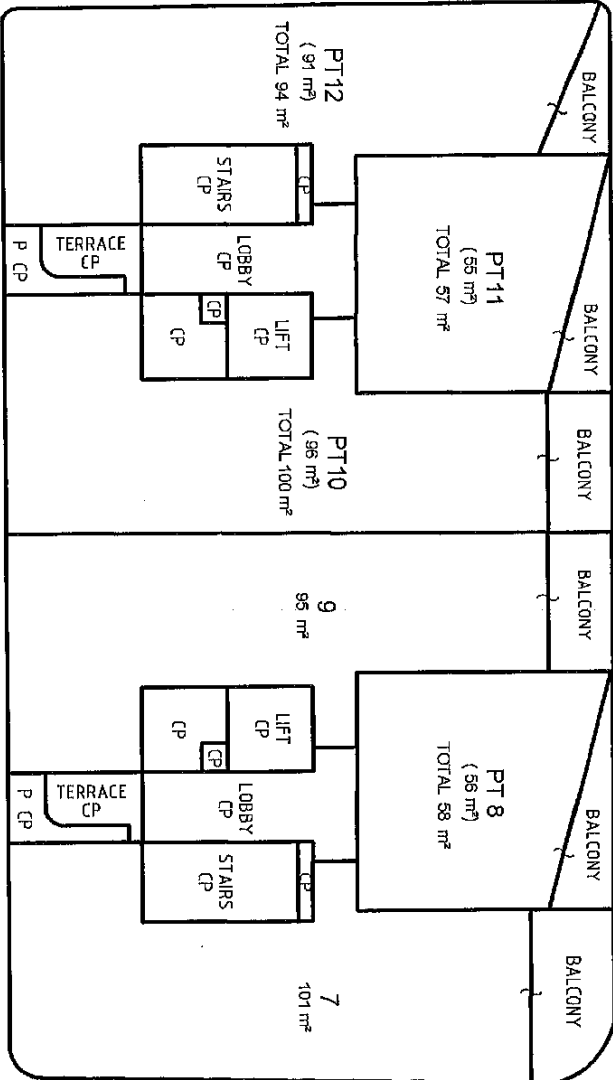 BALCONY
BALCONY
BALCONY
BALCONY
BALCONY
BALCONY
PT11
(55 m²)
TOTAL 57 m²
PT 8
(56 m²)
TOTAL 58 m²
PT12
(91 m²)
TOTAL 94 m²
PT10
(96 m²)
TOTAL 100 m²
9
95 m²
7
101 m²
CP
STAIRS
CP
LOBBY
CP
LIFT
CP
CP
CP
LIFT
CP
CP
CP
LOBBY
CP
CP
STAIRS
CP
TERRACE
CP
P CP
TERRACE
CP
P CP